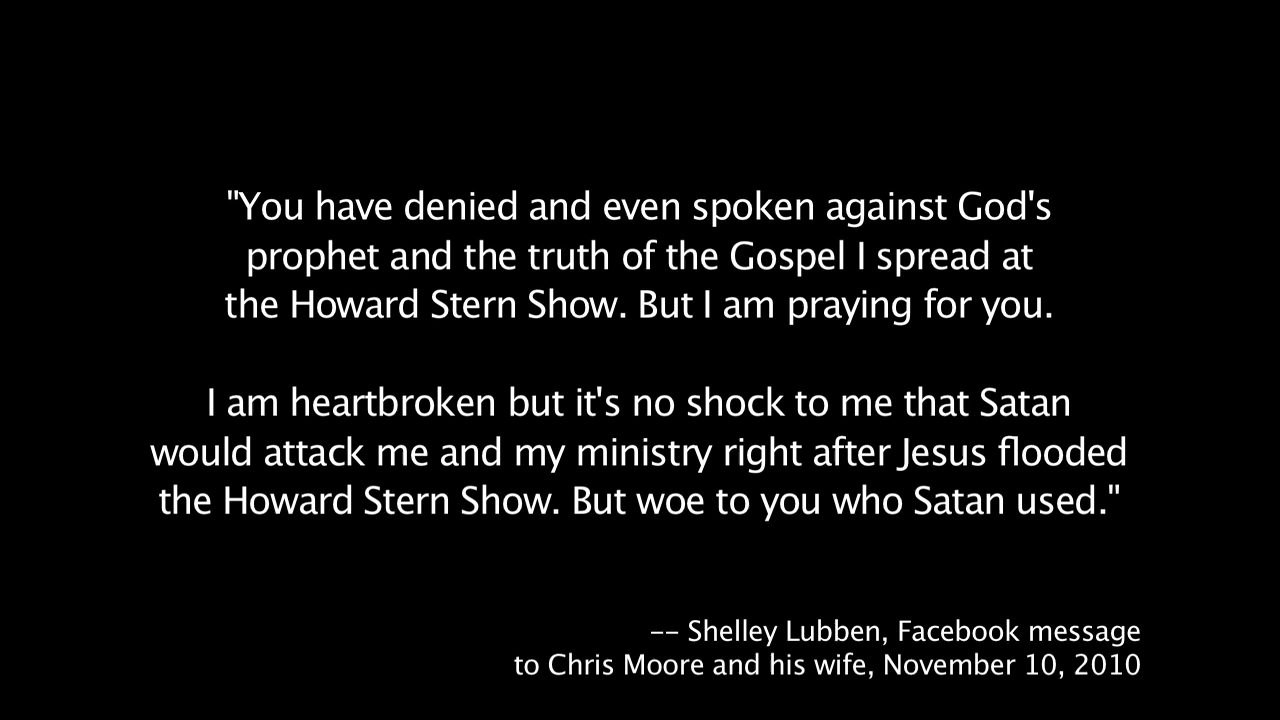 "You have denied and even spoken against God's
prophet and the truth of the Gospel I spread at
the Howard Stern Show. But I am praying for you.
I am heartbroken but it's no shock to me that Satan
would attack me and my ministry right after Jesus flooded
the Howard Stern Show. But woe to you who Satan used."
-- Shelley Lubben, Facebook message
to Chris Moore and his wife, November 10, 2010